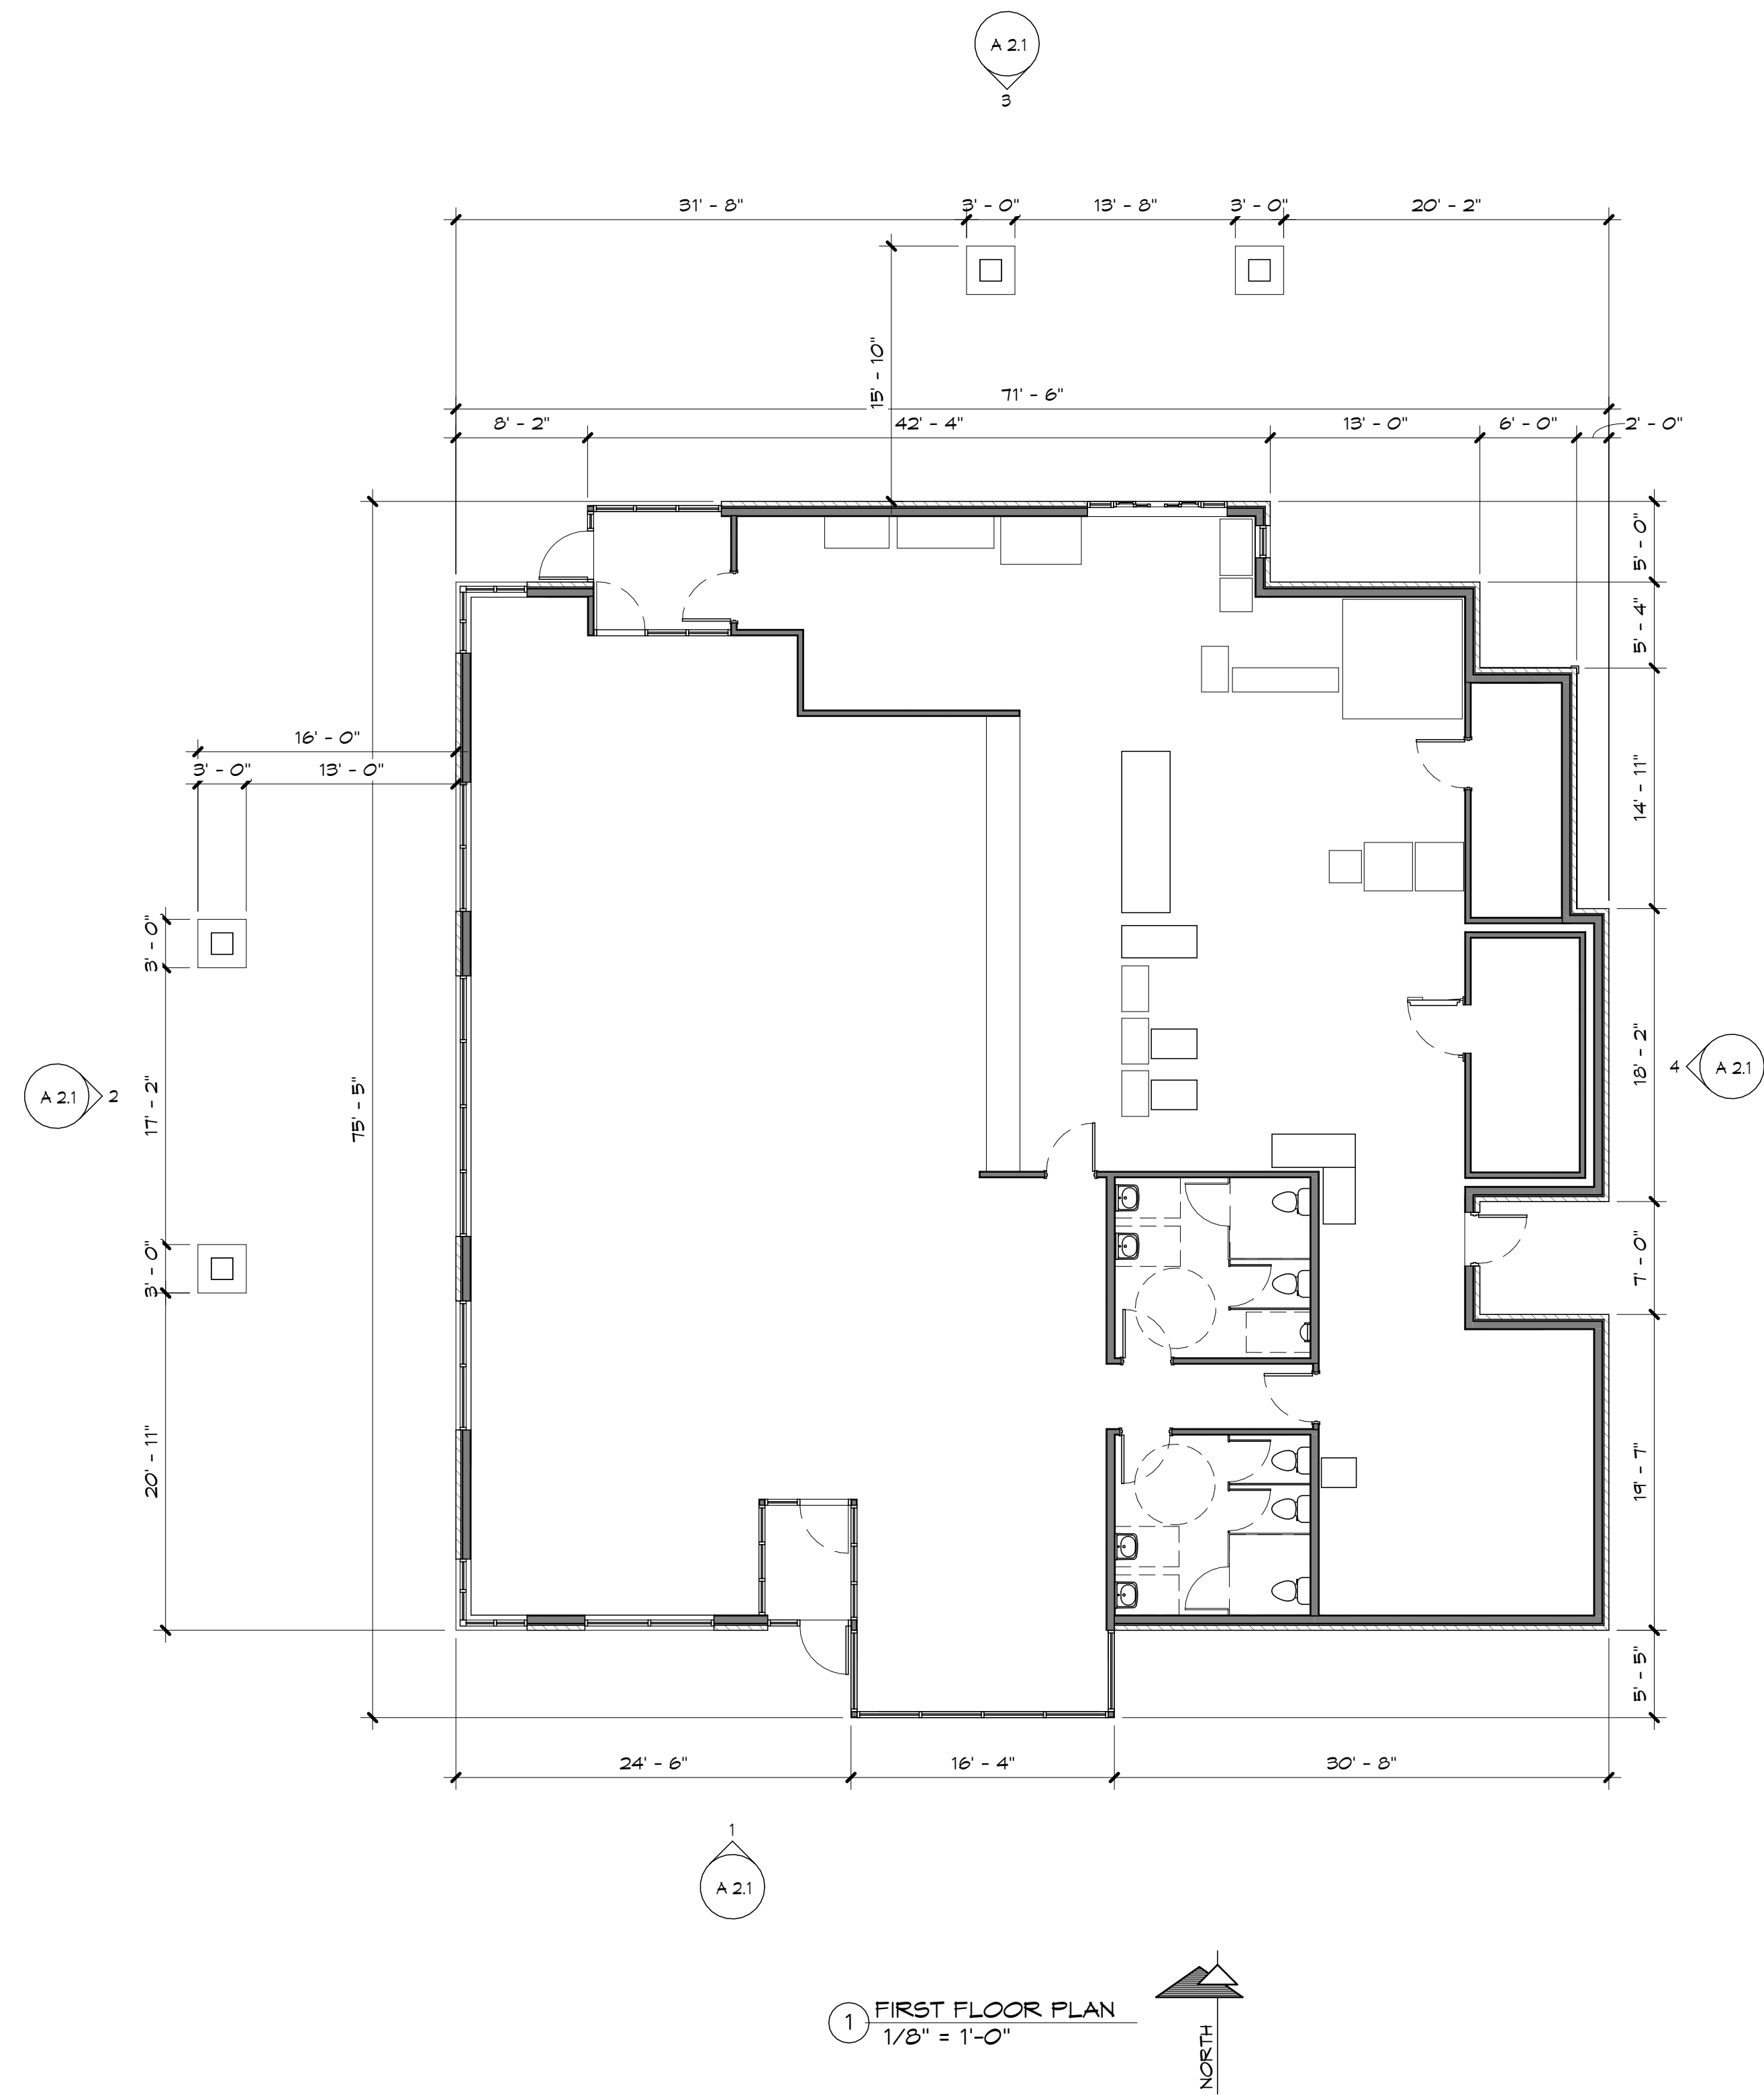 A 2.1
3
31' - 8"
3' - 0"
13' - 8"
3' - 0"
20' - 2"
15' - 10"
71' - 6"
8' - 2"
42' - 4"
13' - 0"
6' - 0"
2' - 0"
5' - 0"
5' - 4"
16' - 0"
3' - 0"
13' - 0"
14' - 11"
3' - 0"
17' - 2"
75' - 5"
18' - 2"
A 2.1
2
4
A 2.1
3' - 0"
7' - 0"
20' - 11"
19' - 7"
5' - 5"
24' - 6"
16' - 4"
30' - 8"
1
A 2.1
1
FIRST FLOOR PLAN
1/8" = 1'-0"
NORTH